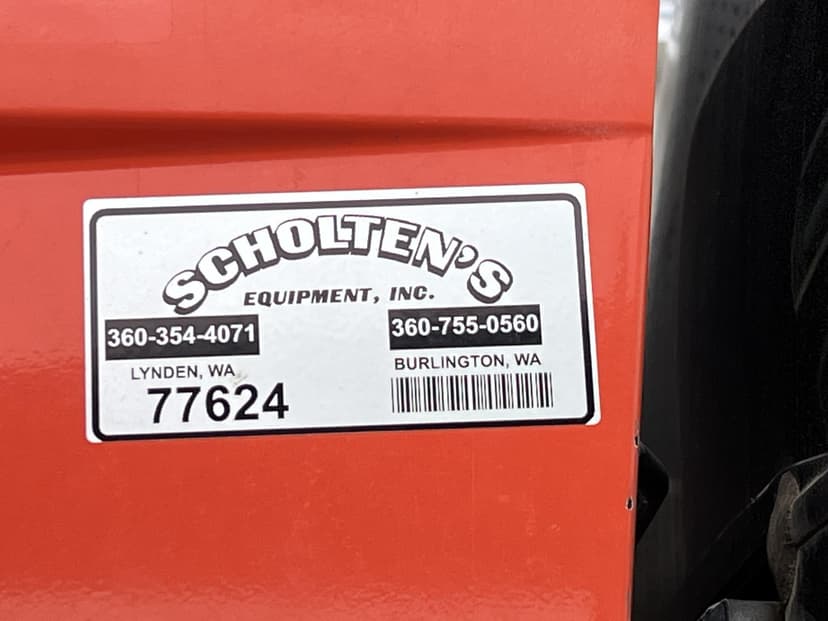 SCHOLTEN'S
EQUIPMENT, INC.
360-354-4071
LYNDEN, WA
77624
360-755-0560
BURLINGTON, WA